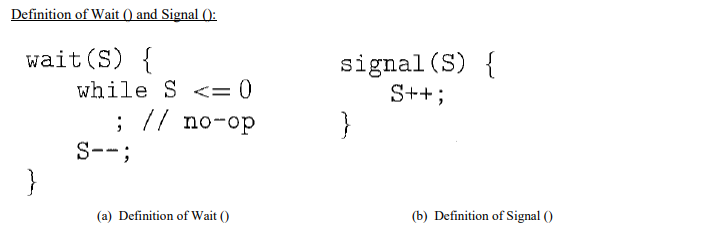 Definition of Wait () and Signal ():
wait(S) {
while S <= 0
; // no-op
S--;
}
signal(S) {
S++;
}
(a) Definition of Wait ()
(b) Definition of Signal ()